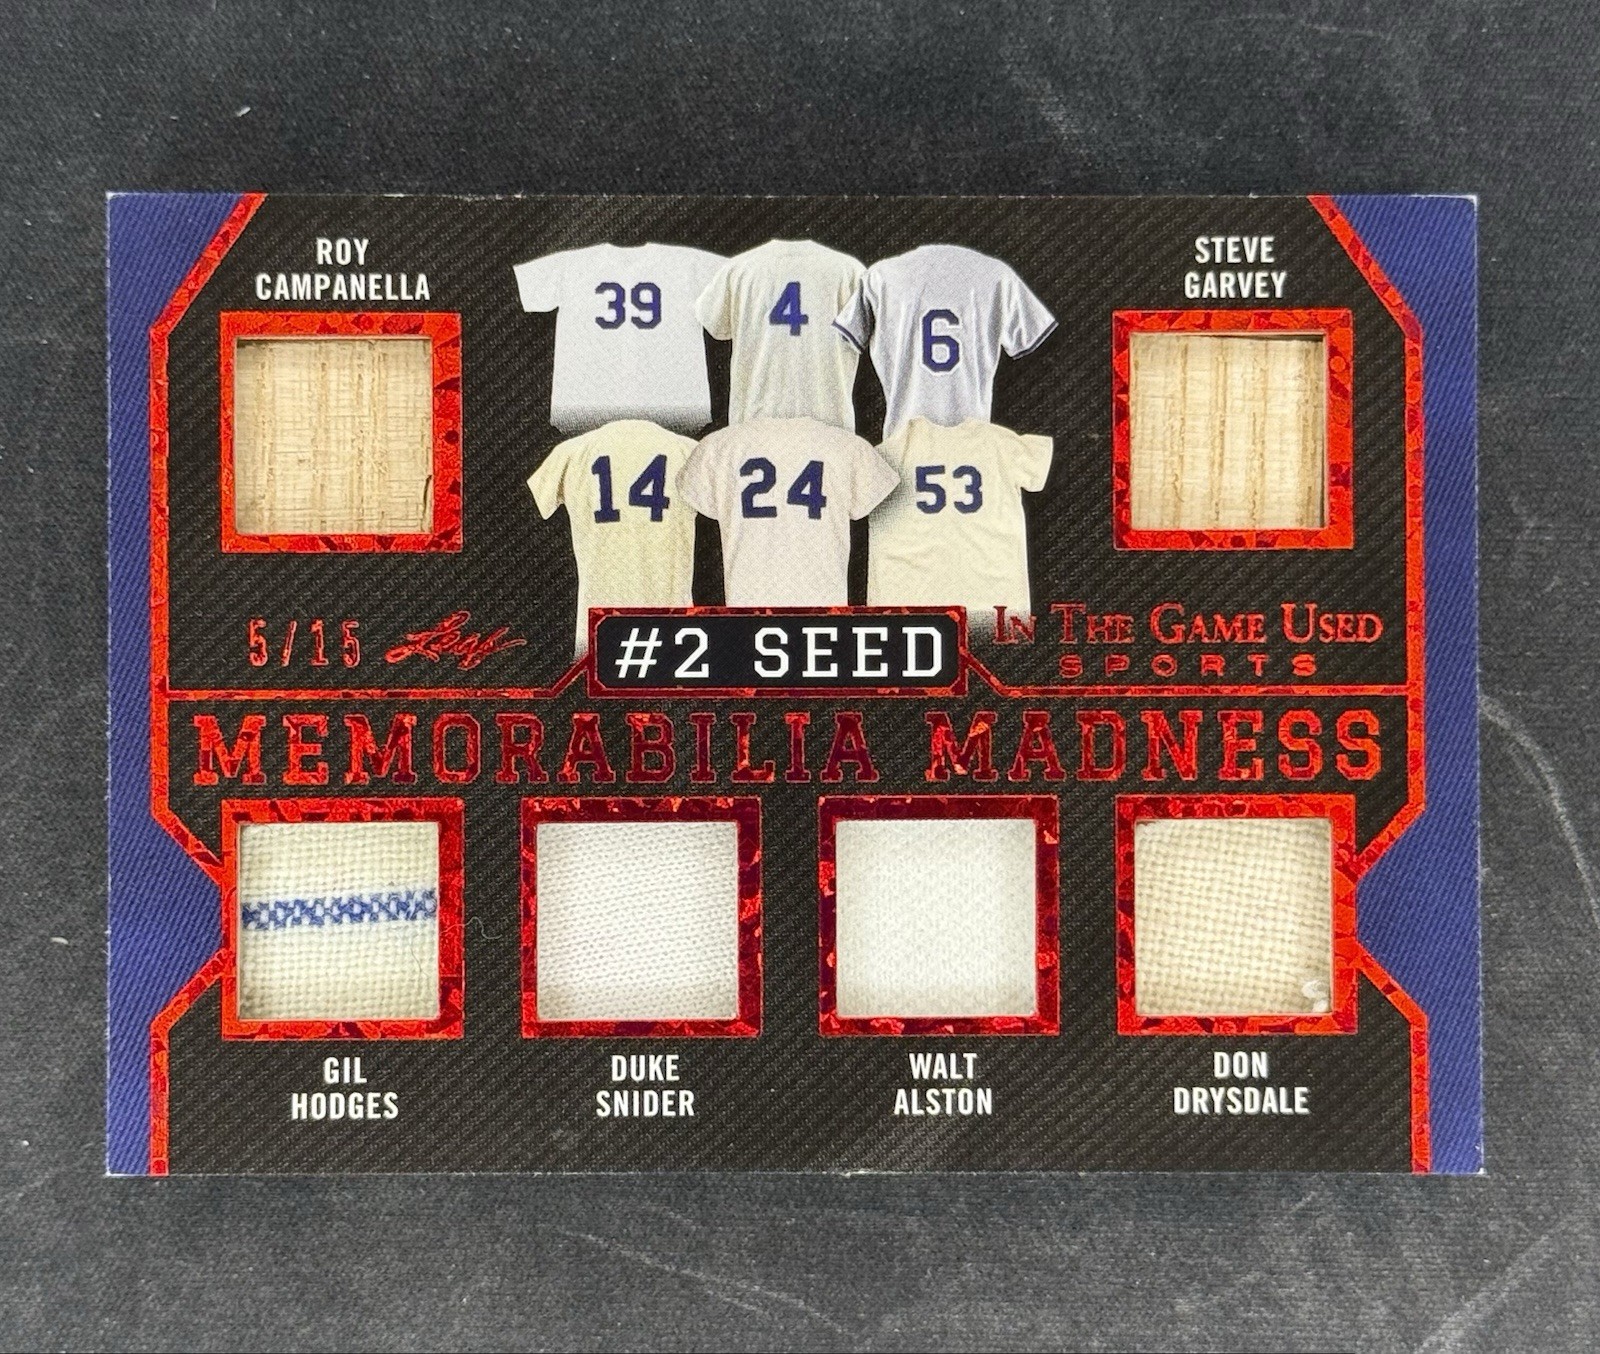 ROY
CAMPANELLA
STEVE
GARVEY
39
4
6
14
24
53
5/15
Leaf
IN THE GAME USED
SPORTS
#2 SEED
MEMORABILIA MADNESS
GIL
HODGES
DUKE
SNIDER
WALT
ALSTON
DON
DRYSDALE